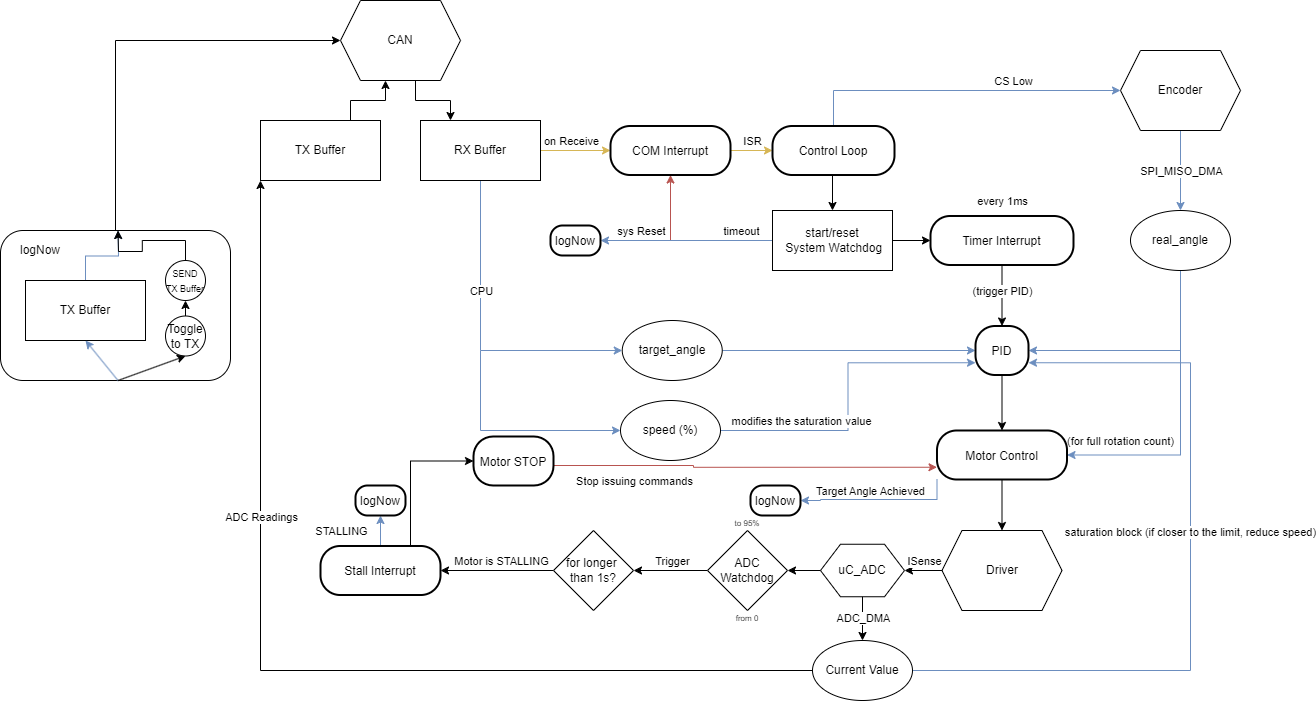 CAN
CS Low
Encoder
TX Buffer
RX Buffer
on Receive
COM Interrupt
ISR
Control Loop
SPI_MISO_DMA
every 1ms
logNow
sys Reset
timeout
start/reset
System Watchdog
Timer Interrupt
real_angle
logNow
SEND
TX Buffer
TX Buffer
Toggle
to TX
CPU
(trigger PID)
target_angle
PID
speed (%)
modifies the saturation value
Motor STOP
Stop issuing commands
Motor Control
(for full rotation count)
logNow
logNow
Target Angle Achieved
ADC Readings
STALLING
to 95%
saturation block (if closer to the limit, reduce speed)
Stall Interrupt
Motor is STALLING
for longer
than 1s?
Trigger
ADC
Watchdog
uC_ADC
ISense
Driver
from 0
ADC_DMA
Current Value